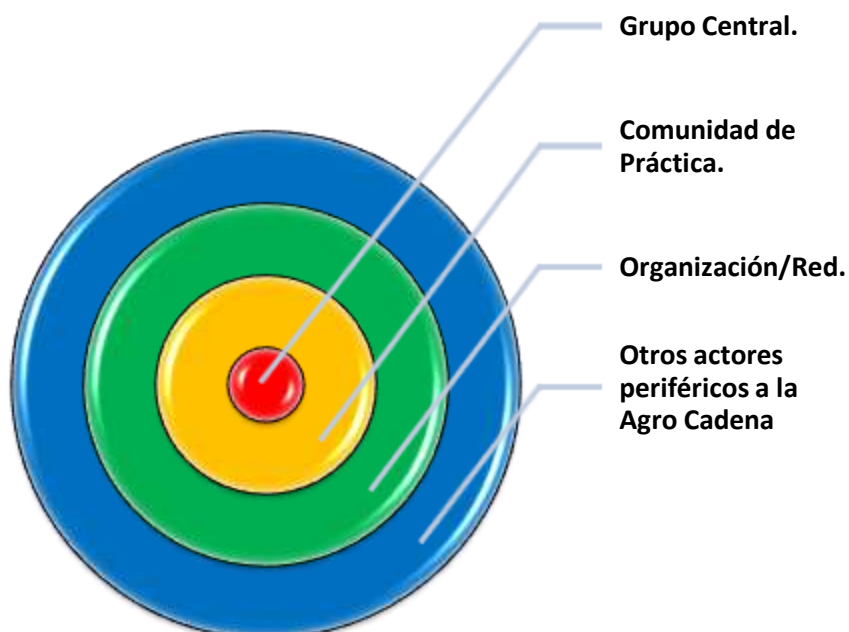 Grupo Central.
Comunidad de
Práctica.
Organización/Red.
Otros actores
periféricos a la
Agro Cadena